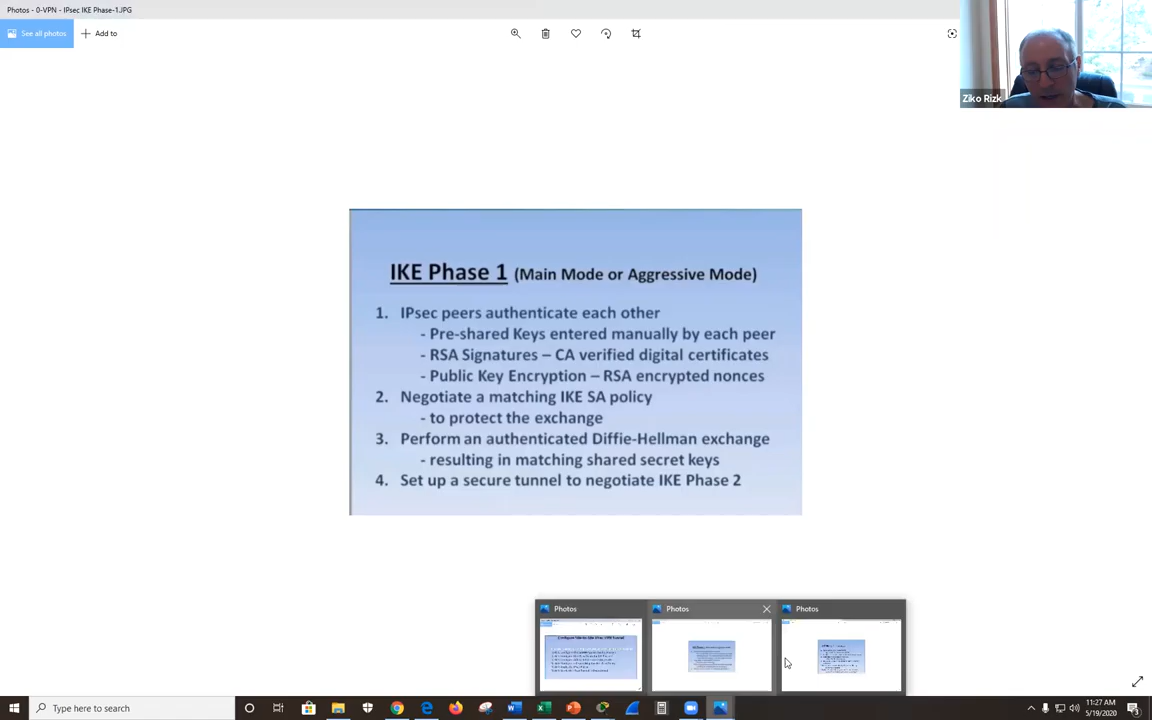 Photos - 0-VPN - IPsec IKE Phase-1.JPG
See all photos
Add to
Ziko Rizk
IKE Phase 1 (Main Mode or Aggressive Mode)
1. IPsec peers authenticate each other
- Pre-shared Keys entered manually by each peer
- RSA Signatures – CA verified digital certificates
- Public Key Encryption – RSA encrypted nonces
2. Negotiate a matching IKE SA policy
- to protect the exchange
3. Perform an authenticated Diffie-Hellman exchange
- resulting in matching shared secret keys
4. Set up a secure tunnel to negotiate IKE Phase 2
Photos
Photos
Photos
Type here to search
11:27 AM
5/19/2020